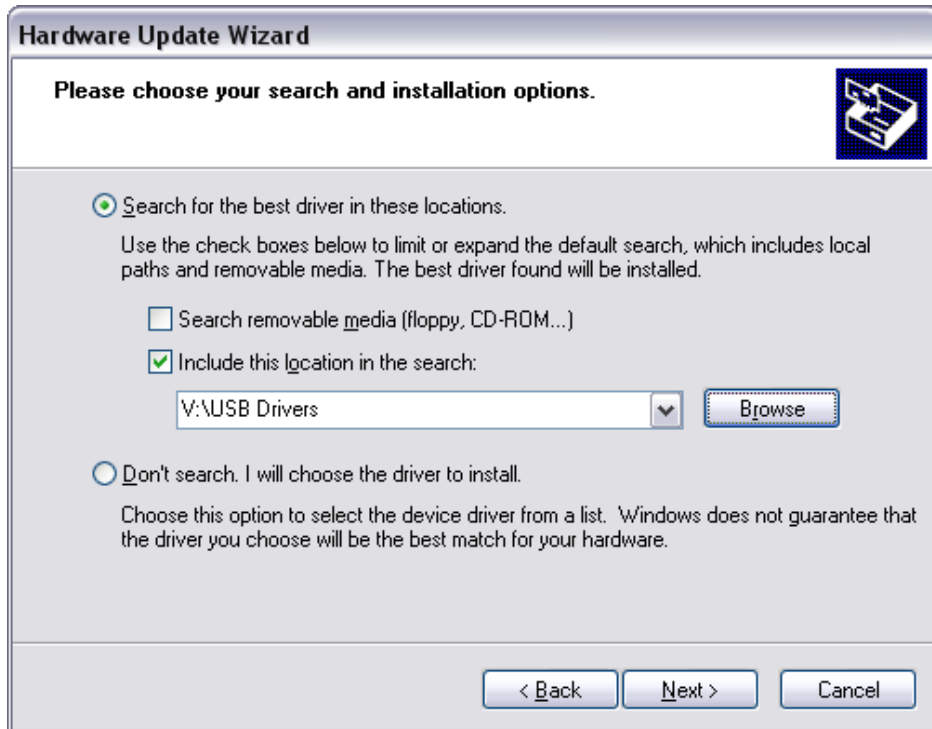 Hardware Update Wizard
Please choose your search and installation options.
Search for the best driver in these locations.
Use the check boxes below to limit or expand the default search, which includes local
paths and removable media. The best driver found will be installed.
Search removable media (floppy, CD-ROM...)
Include this location in the search:
V:\USB Drivers
Browse
Don't search. I will choose the driver to install.
Choose this option to select the device driver from a list.  Windows does not guarantee that
the driver you choose will be the best match for your hardware.
< Back
Next >
Cancel